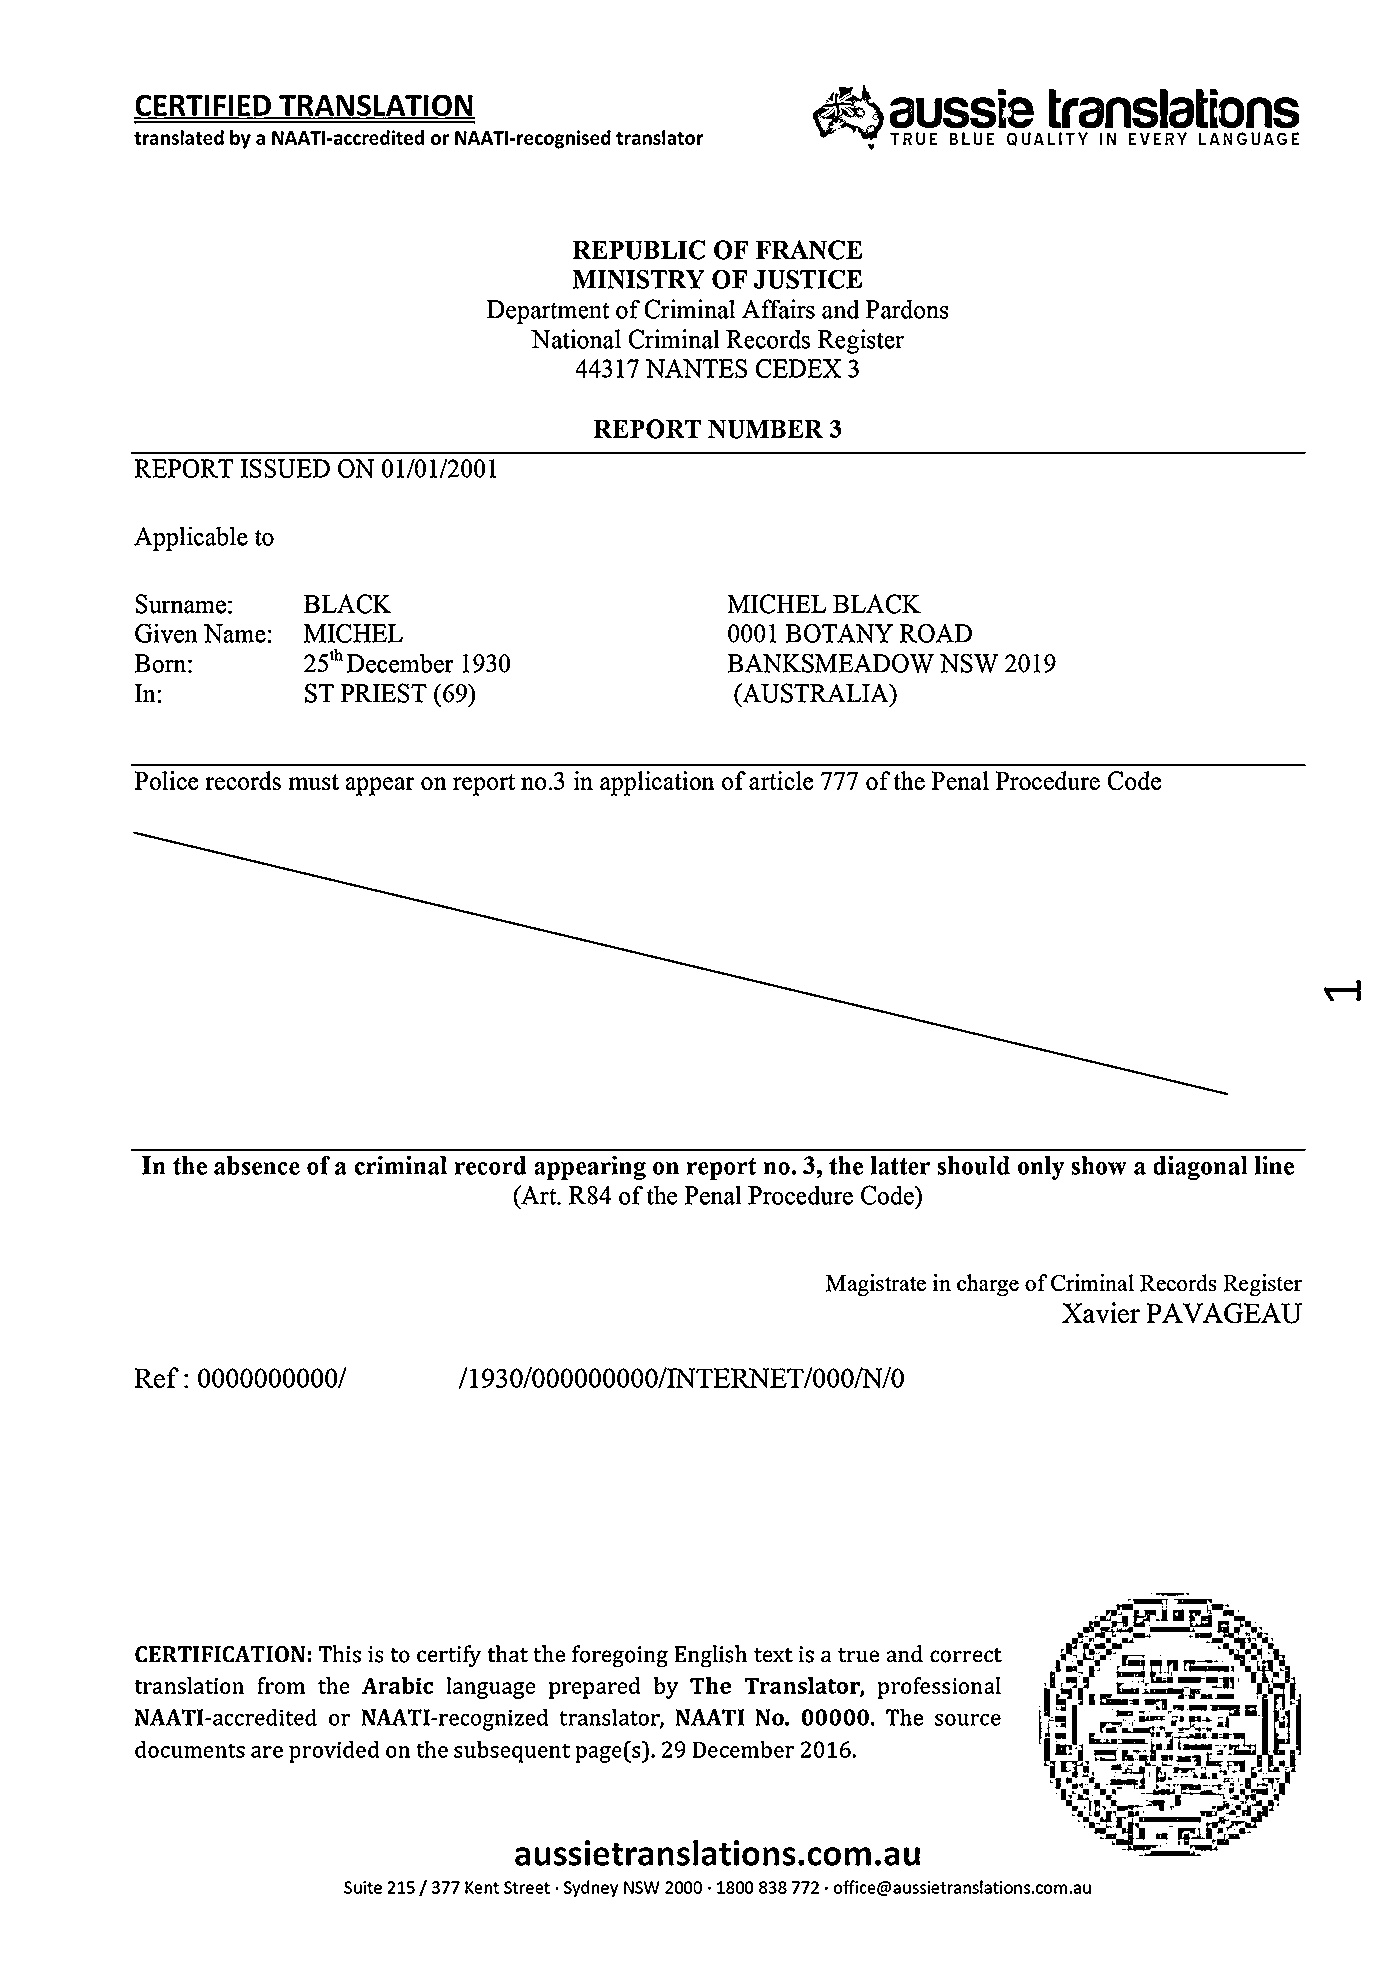 CERTIFIED TRANSLATION
translated by a NAATI-accredited or NAATI-recognised translator
aussie translations
TRUE BLUE QUALITY IN EVERY LANGUAGE
REPUBLIC OF FRANCE
MINISTRY OF JUSTICE
Department of Criminal Affairs and Pardons
National Criminal Records Register
44317 NANTES CEDEX 3
REPORT NUMBER 3
REPORT ISSUED ON 01/01/2001
Applicable to
Surname: BLACK MICHEL BLACK
Given Name: MICHEL 0001 BOTANY ROAD
Born: 25th December 1930 BANKSMEADOW NSW 2019
In: ST PRIEST (69) (AUSTRALIA)
Police records must appear on report no.3 in application of article 777 of the Penal Procedure Code
1
In the absence of a criminal record appearing on report no. 3, the latter should only show a diagonal line
(Art. R84 of the Penal Procedure Code)
Magistrate in charge of Criminal Records Register
Xavier PAVAGEAU
Ref : 0000000000/ /1930/000000000/INTERNET/000/N/0
CERTIFICATION: This is to certify that the foregoing English text is a true and correct
translation from the Arabic language prepared by The Translator, professional
NAATI-accredited or NAATI-recognized translator, NAATI No. 00000. The source
documents are provided on the subsequent page(s). 29 December 2016.
aussietranslations.com.au
Suite 215 / 377 Kent Street · Sydney NSW 2000 · 1800 838 772 · office@aussietranslations.com.au